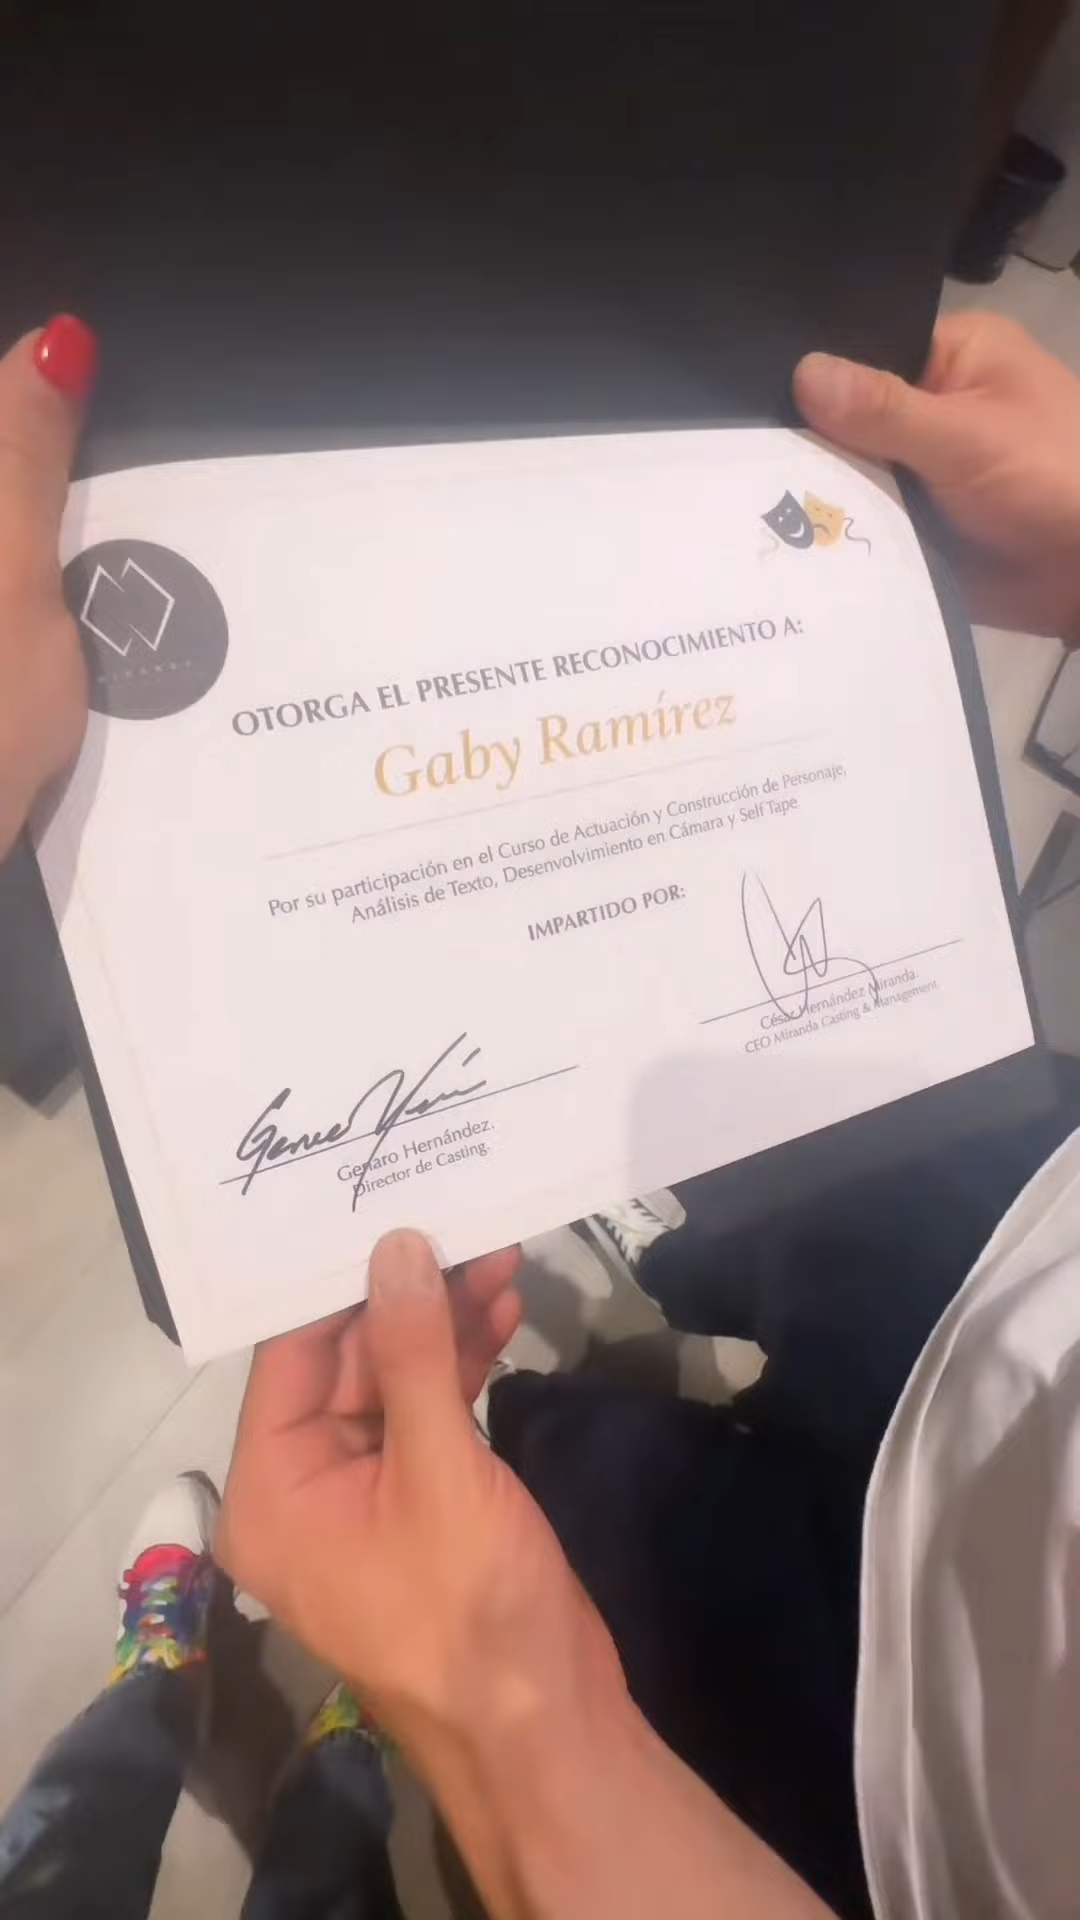 MIRANDA
OTORGA EL PRESENTE RECONOCIMIENTO A:
Gaby Ramírez
Por su participación en el Curso de Actuación y Construcción de Personaje,
Análisis de Texto, Desenvolvimiento en Cámara y Self Tape
IMPARTIDO POR:
César Hernández Miranda.
CEO Miranda Casting & Management
Genaro Hernández.
Director de Casting.